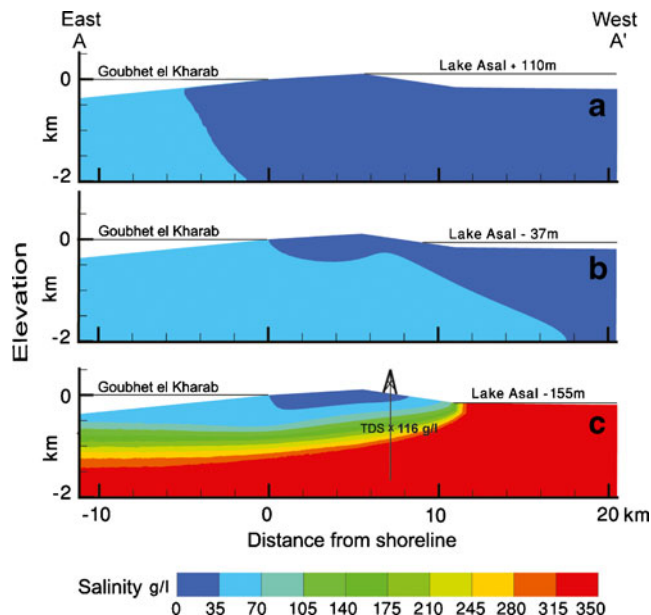 East
A
West
A'
Goubhet el Kharab
Lake Asal + 110m
0
km
-2
a
Goubhet el Kharab
Lake Asal - 37m
0
km
-2
b
Elevation
Goubhet el Kharab
Lake Asal -155m
0
km
-2
TDS x 116 g/l
c
-10 0 10 20 km
Distance from shoreline
Salinity g/l
0 35 70 105 140 175 210 245 280 315 350